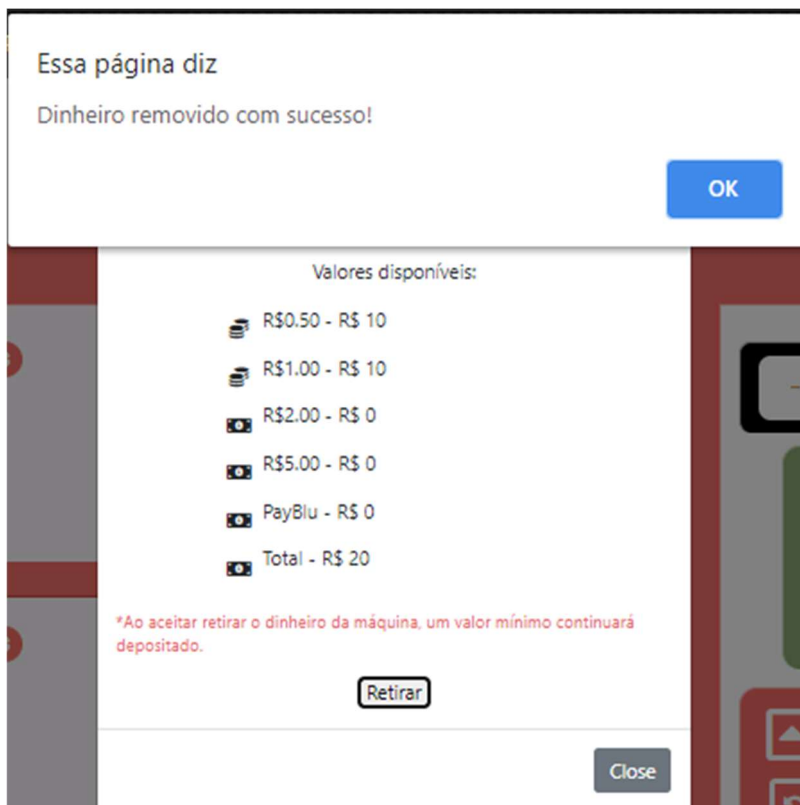 Essa página diz
Dinheiro removido com sucesso!
OK
Valores disponíveis:
R$0.50 - R$ 10
R$1.00 - R$ 10
R$2.00 - R$ 0
R$5.00 - R$ 0
PayBlu - R$ 0
Total - R$ 20
*Ao aceitar retirar o dinheiro da máquina, um valor mínimo continuará
depositado.
Retirar
Close